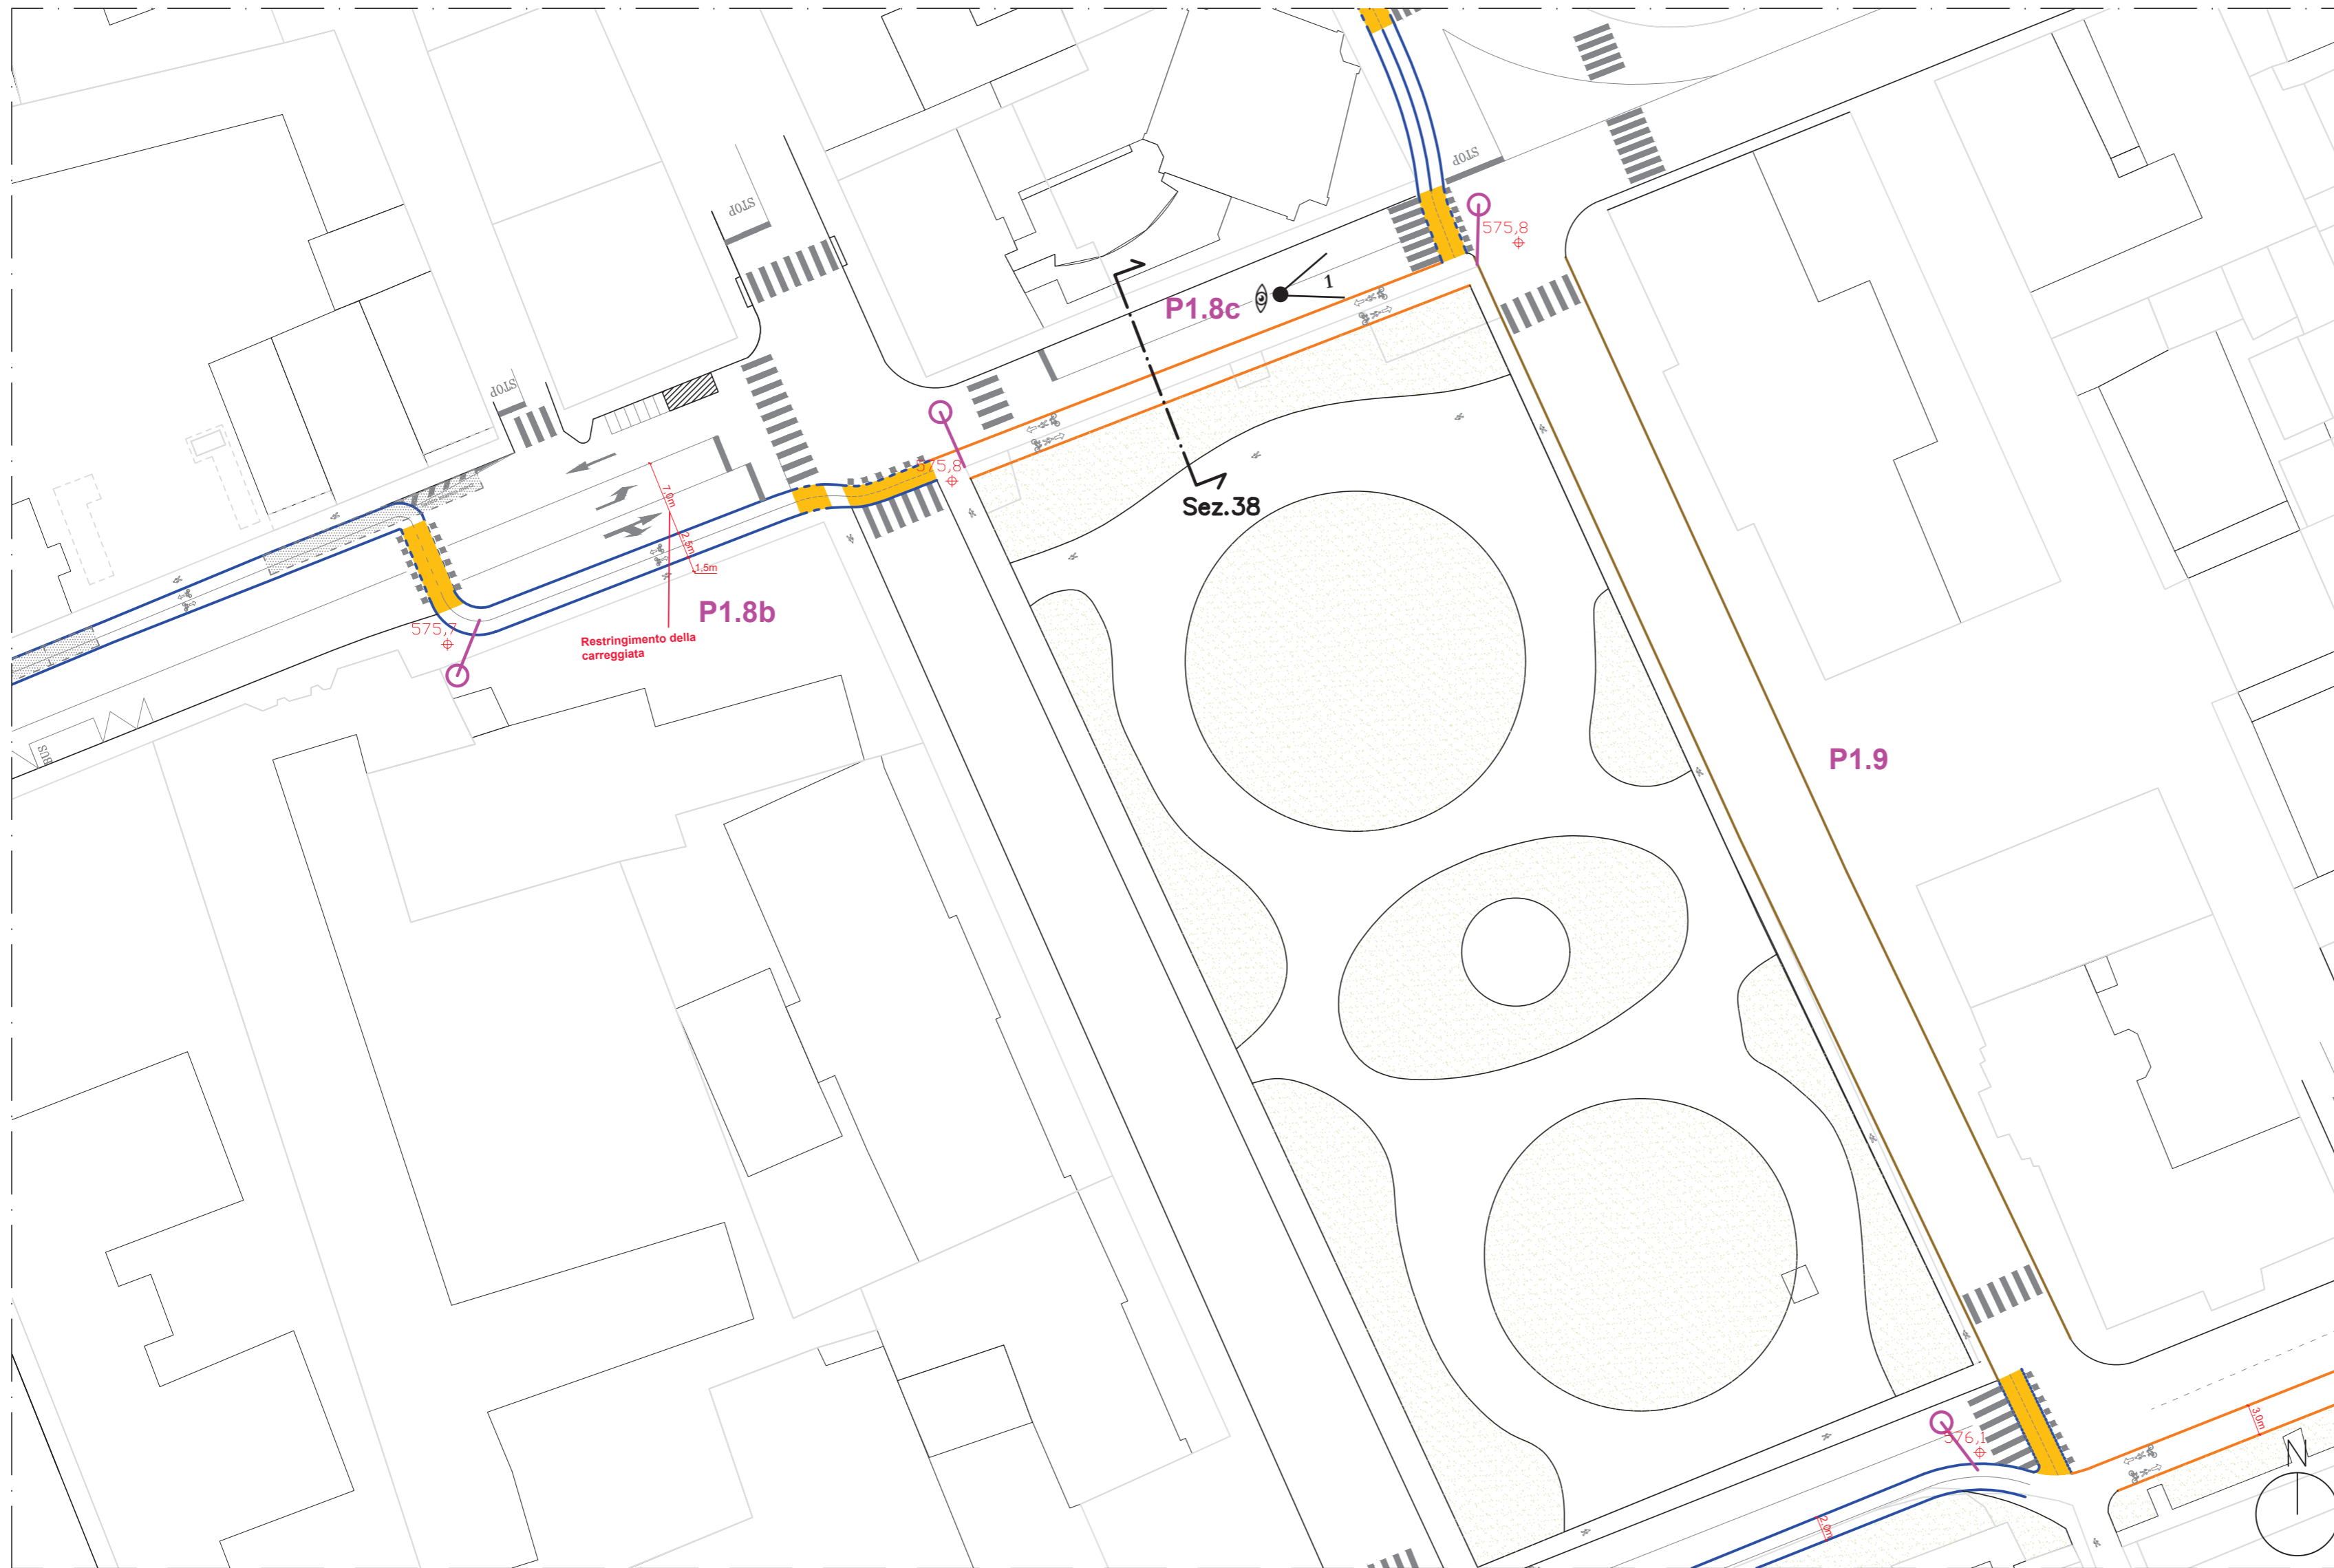 STOP
STOP
575,8
1
P1.8c
STOP
575,8
7.0m
Sez.38
2.5m
1.5m
P1.8b
575,7
Restringimento della
carreggiata
BUS
P1.9
3.0m
576,1
N
2.0m